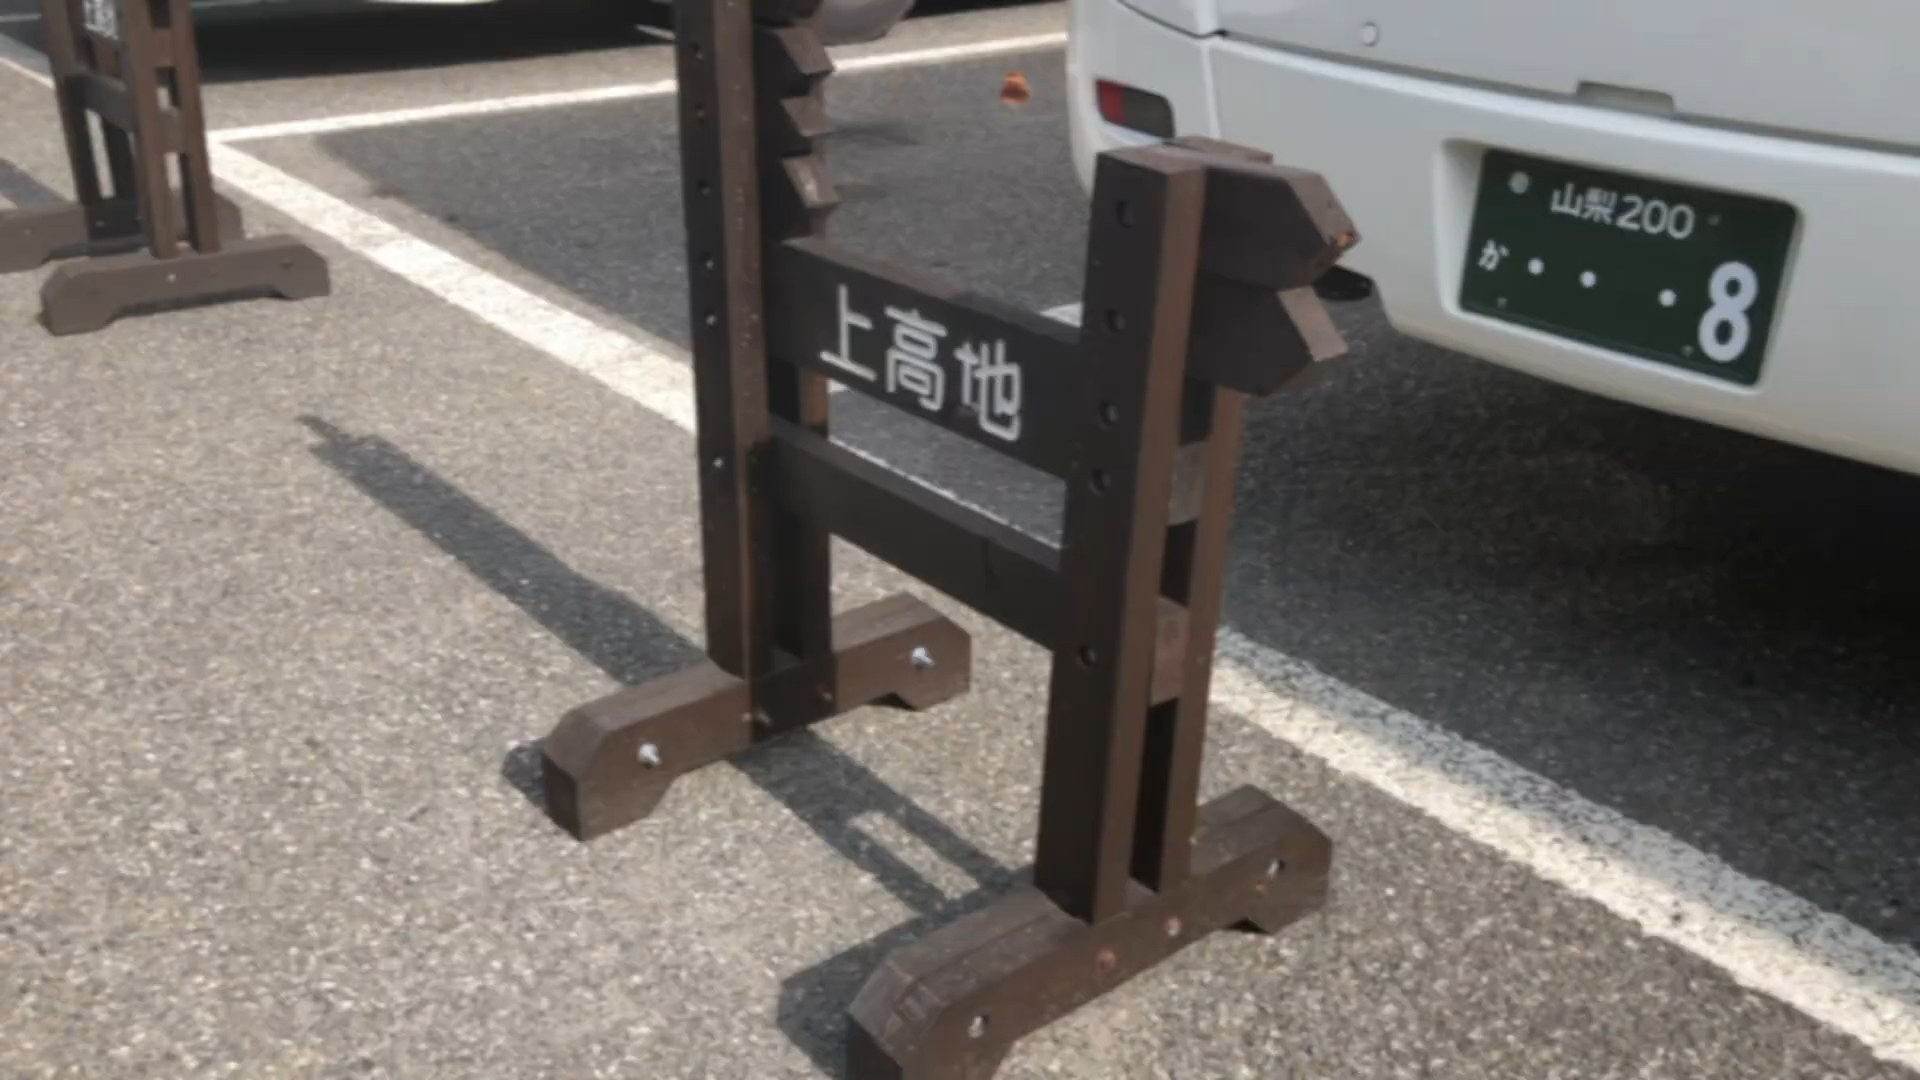 上高地
山梨200
か ・ ・ ・8